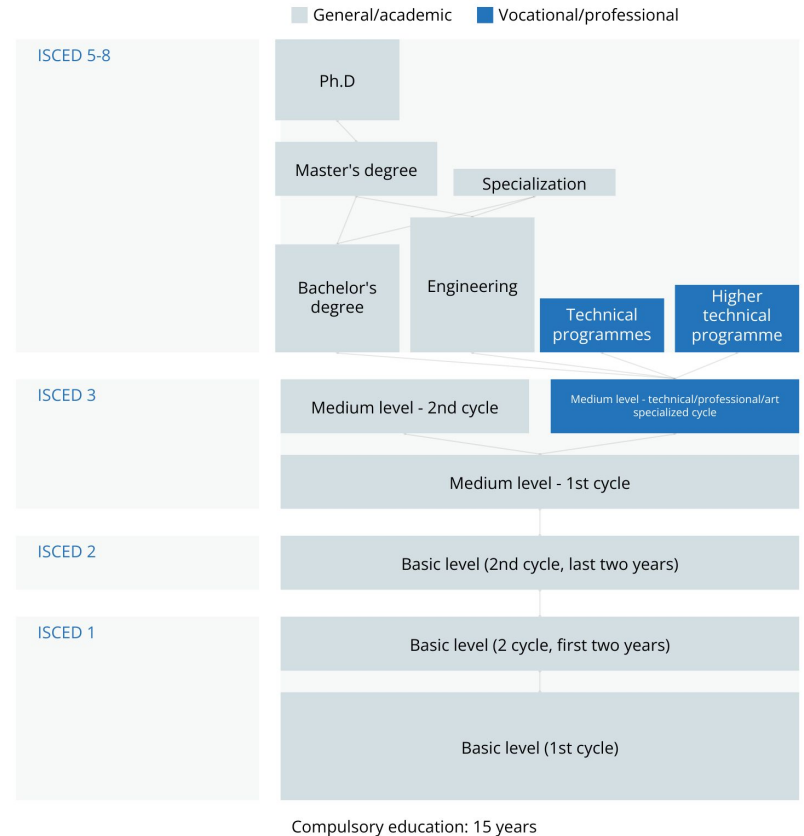 General/academic
Vocational/professional
ISCED 5-8
Ph.D
Master's degree
Specialization
Bachelor's
degree
Engineering
Technical
programmes
Higher
technical
programme
ISCED 3
Medium level - 2nd cycle
Medium level - technical/professional/art
specialized cycle
Medium level - 1st cycle
ISCED 2
Basic level (2nd cycle, last two years)
ISCED 1
Basic level (2 cycle, first two years)
Basic level (1st cycle)
Compulsory education: 15 years